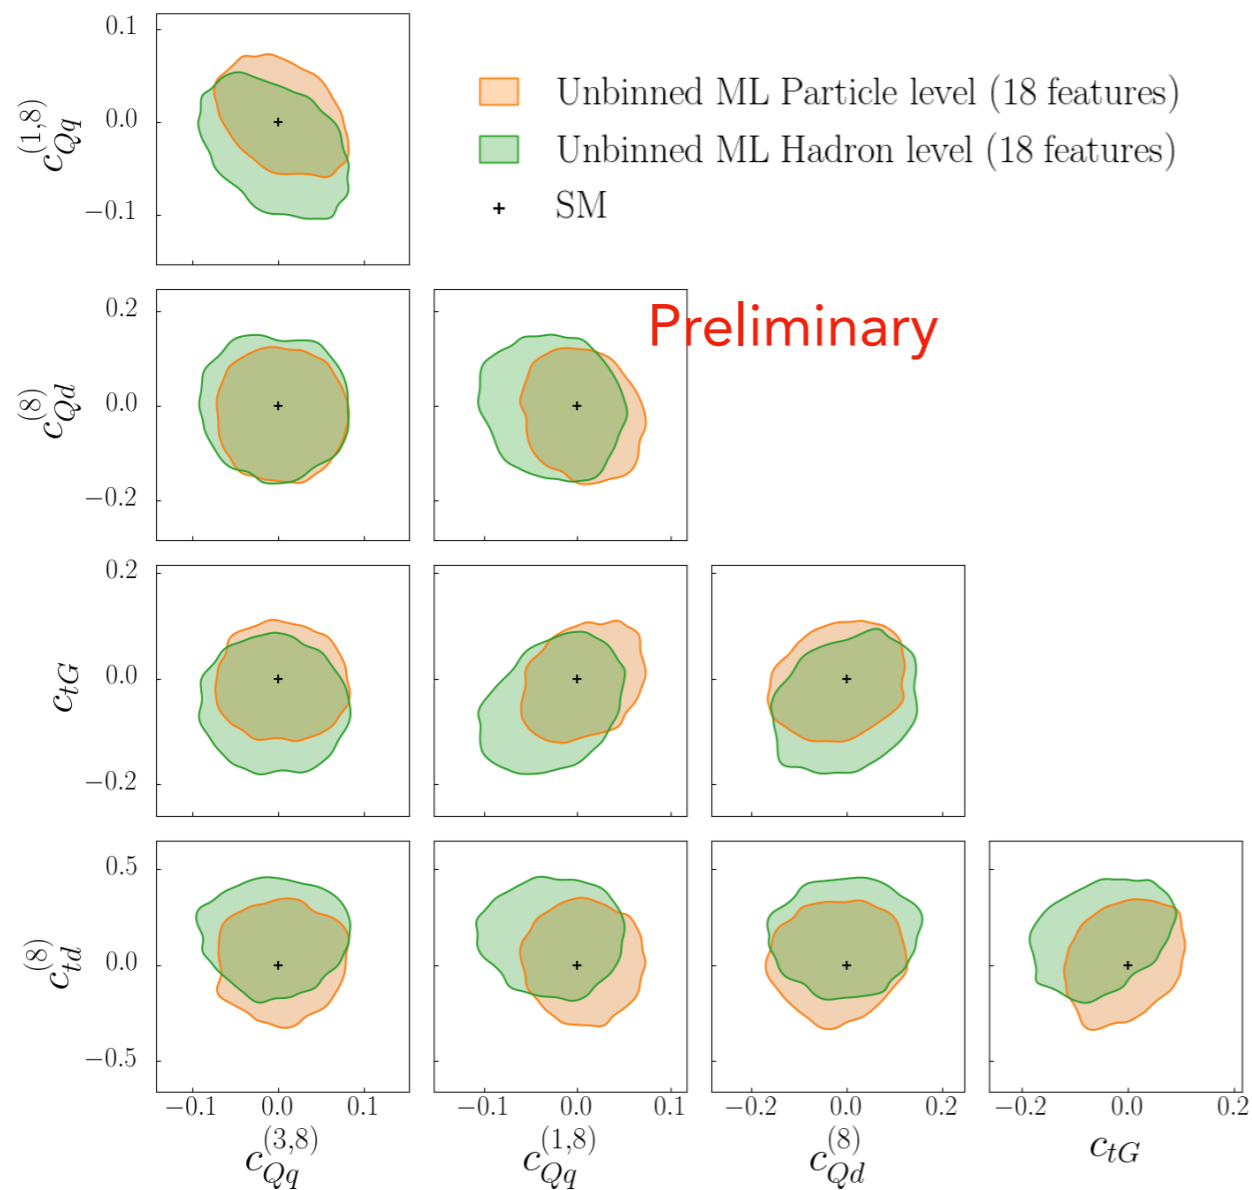 0.1
0.0
−0.1
c_{Qq}^{(1,8)}
Unbinned ML Particle level (18 features)
Unbinned ML Hadron level (18 features)
SM
Preliminary
0.2
0.0
−0.2
c_{Qd}^{(8)}
0.2
0.0
−0.2
c_{tG}
0.5
0.0
−0.5
c_{td}^{(8)}
−0.1 0.0 0.1 −0.1 0.0 0.1 −0.2 0.0 0.2 −0.2 0.0 0.2
c_{Qq}^{(3,8)} c_{Qq}^{(1,8)} c_{Qd}^{(8)} c_{tG}